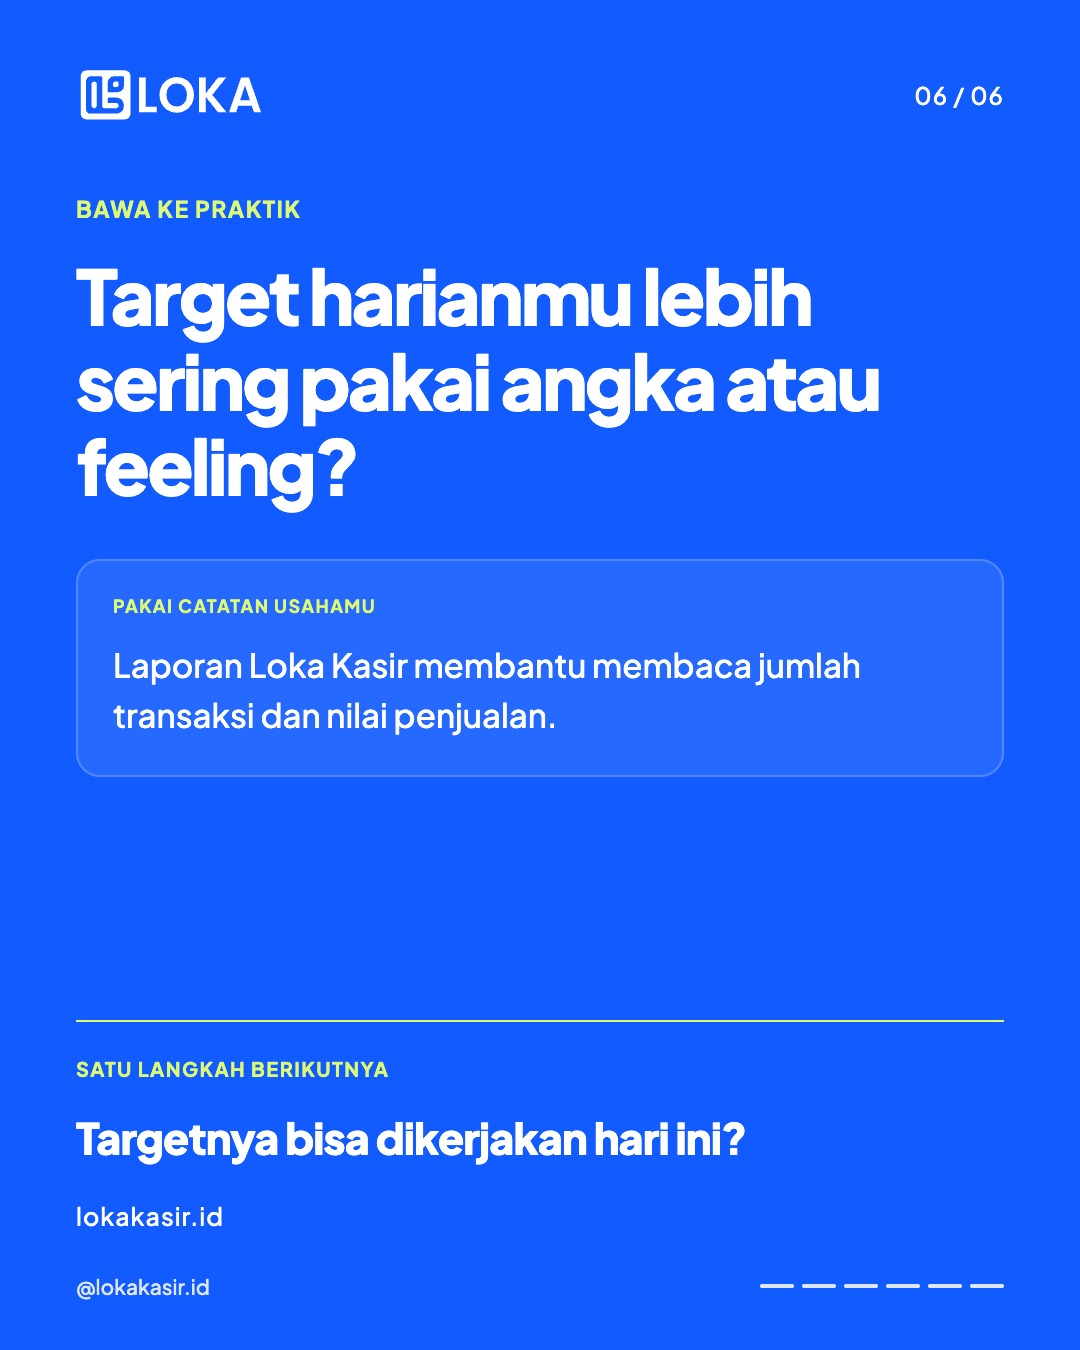 LOKA
06 / 06
BAWA KE PRAKTIK
Target harianmu lebih
sering pakai angka atau
feeling?
PAKAI CATATAN USAHAMU
Laporan Loka Kasir membantu membaca jumlah
transaksi dan nilai penjualan.
SATU LANGKAH BERIKUTNYA
Targetnya bisa dikerjakan hari ini?
lokakasir.id
@lokakasir.id